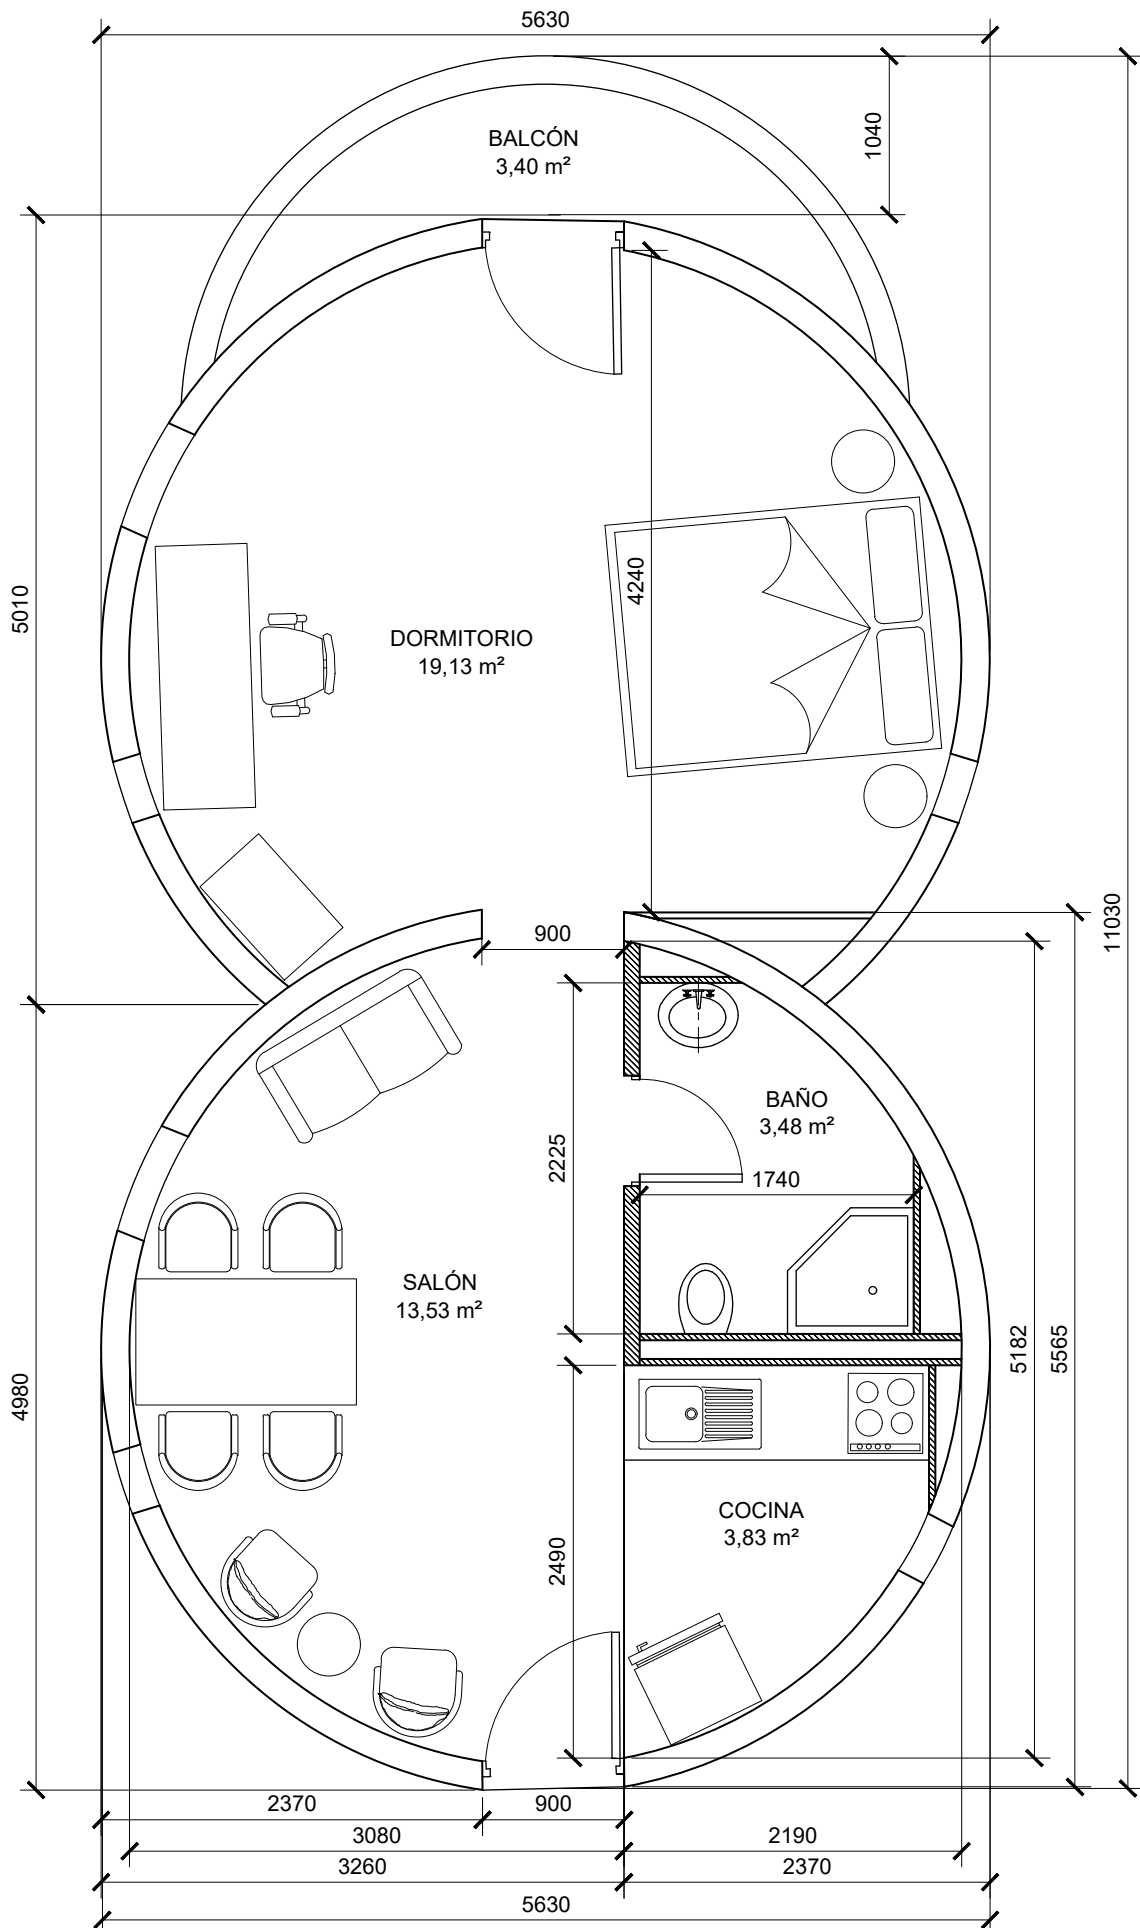 5630
1040
BALCÓN
3,40 m²
5010
4240
DORMITORIO
19,13 m²
11030
900
BAÑO
3,48 m²
2225
1740
SALÓN
13,53 m²
5182
5565
4980
COCINA
3,83 m²
2490
2370
900
3080
2190
3260
2370
5630